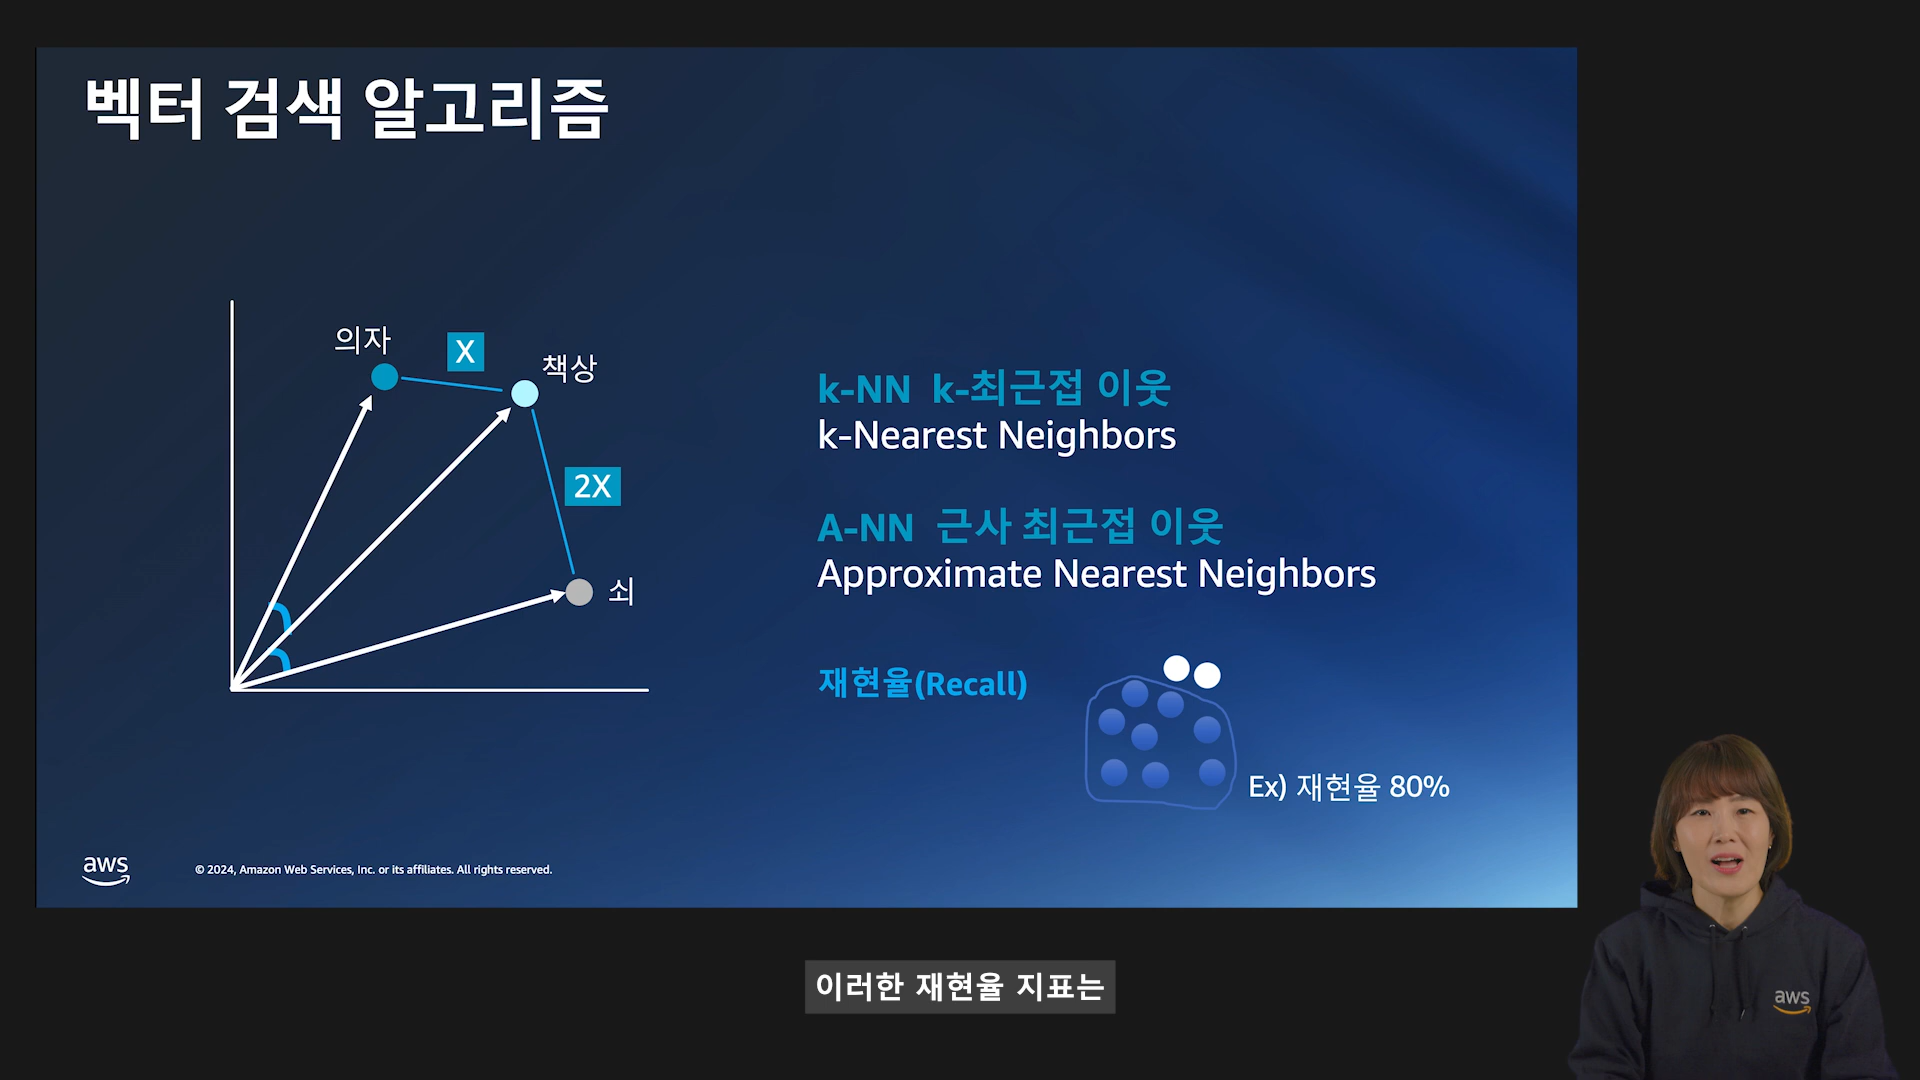 벡터 검색 알고리즘
의자
X
책상
2X
쇠
k-NN k-최근접 이웃
k-Nearest Neighbors
A-NN 근사 최근접 이웃
Approximate Nearest Neighbors
재현율(Recall)
Ex) 재현율 80%
aws
© 2024, Amazon Web Services, Inc. or its affiliates. All rights reserved.
aws
이러한 재현율 지표는